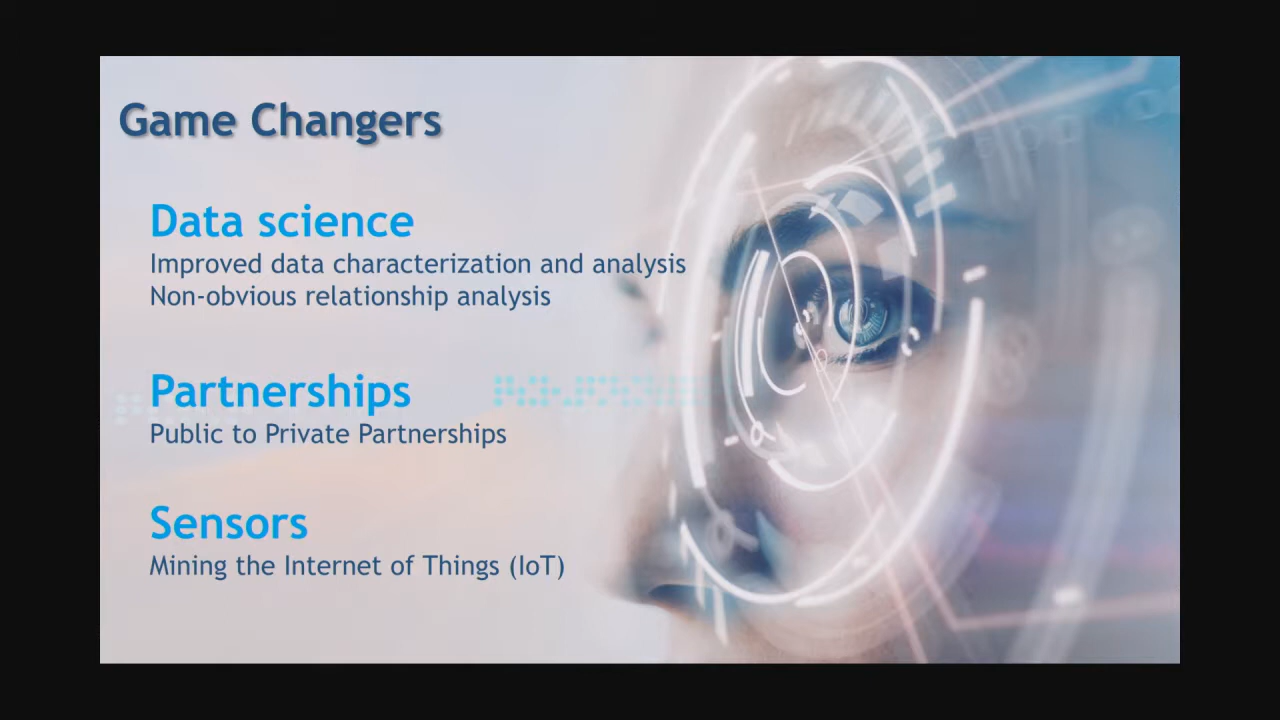 Game Changers
Data science
Improved data characterization and analysis
Non-obvious relationship analysis
Partnerships
Public to Private Partnerships
Sensors
Mining the Internet of Things (IoT)